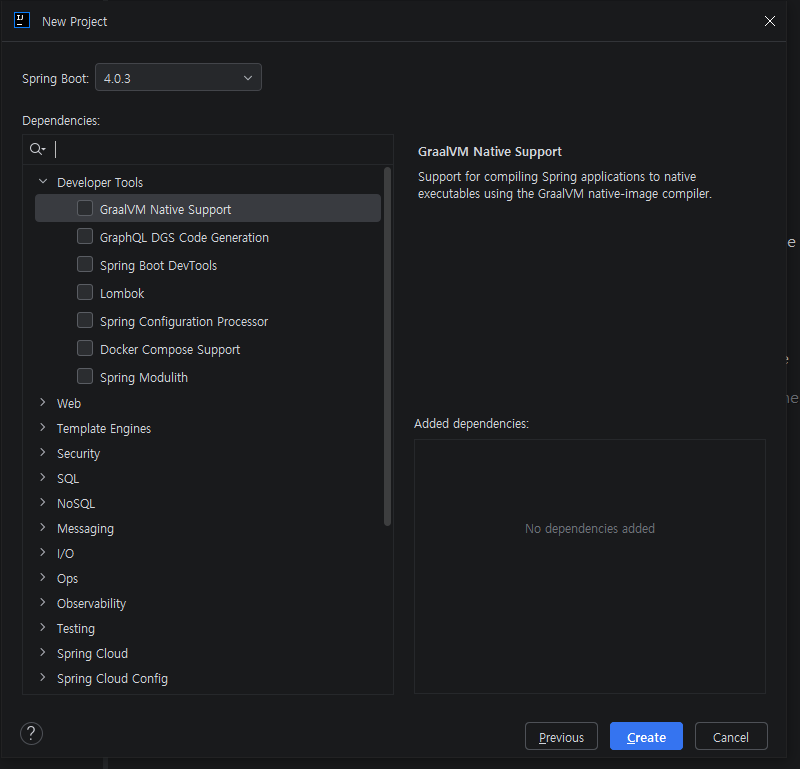 New Project
Spring Boot: 4.0.3
Dependencies:
Developer Tools
GraalVM Native Support
GraphQL DGS Code Generation
Spring Boot DevTools
Lombok
Spring Configuration Processor
Docker Compose Support
Spring Modulith
Web
Template Engines
Security
SQL
NoSQL
Messaging
I/O
Ops
Observability
Testing
Spring Cloud
Spring Cloud Config
GraalVM Native Support
Support for compiling Spring applications to native
executables using the GraalVM native-image compiler.
Added dependencies:
No dependencies added
?
Previous
Create
Cancel